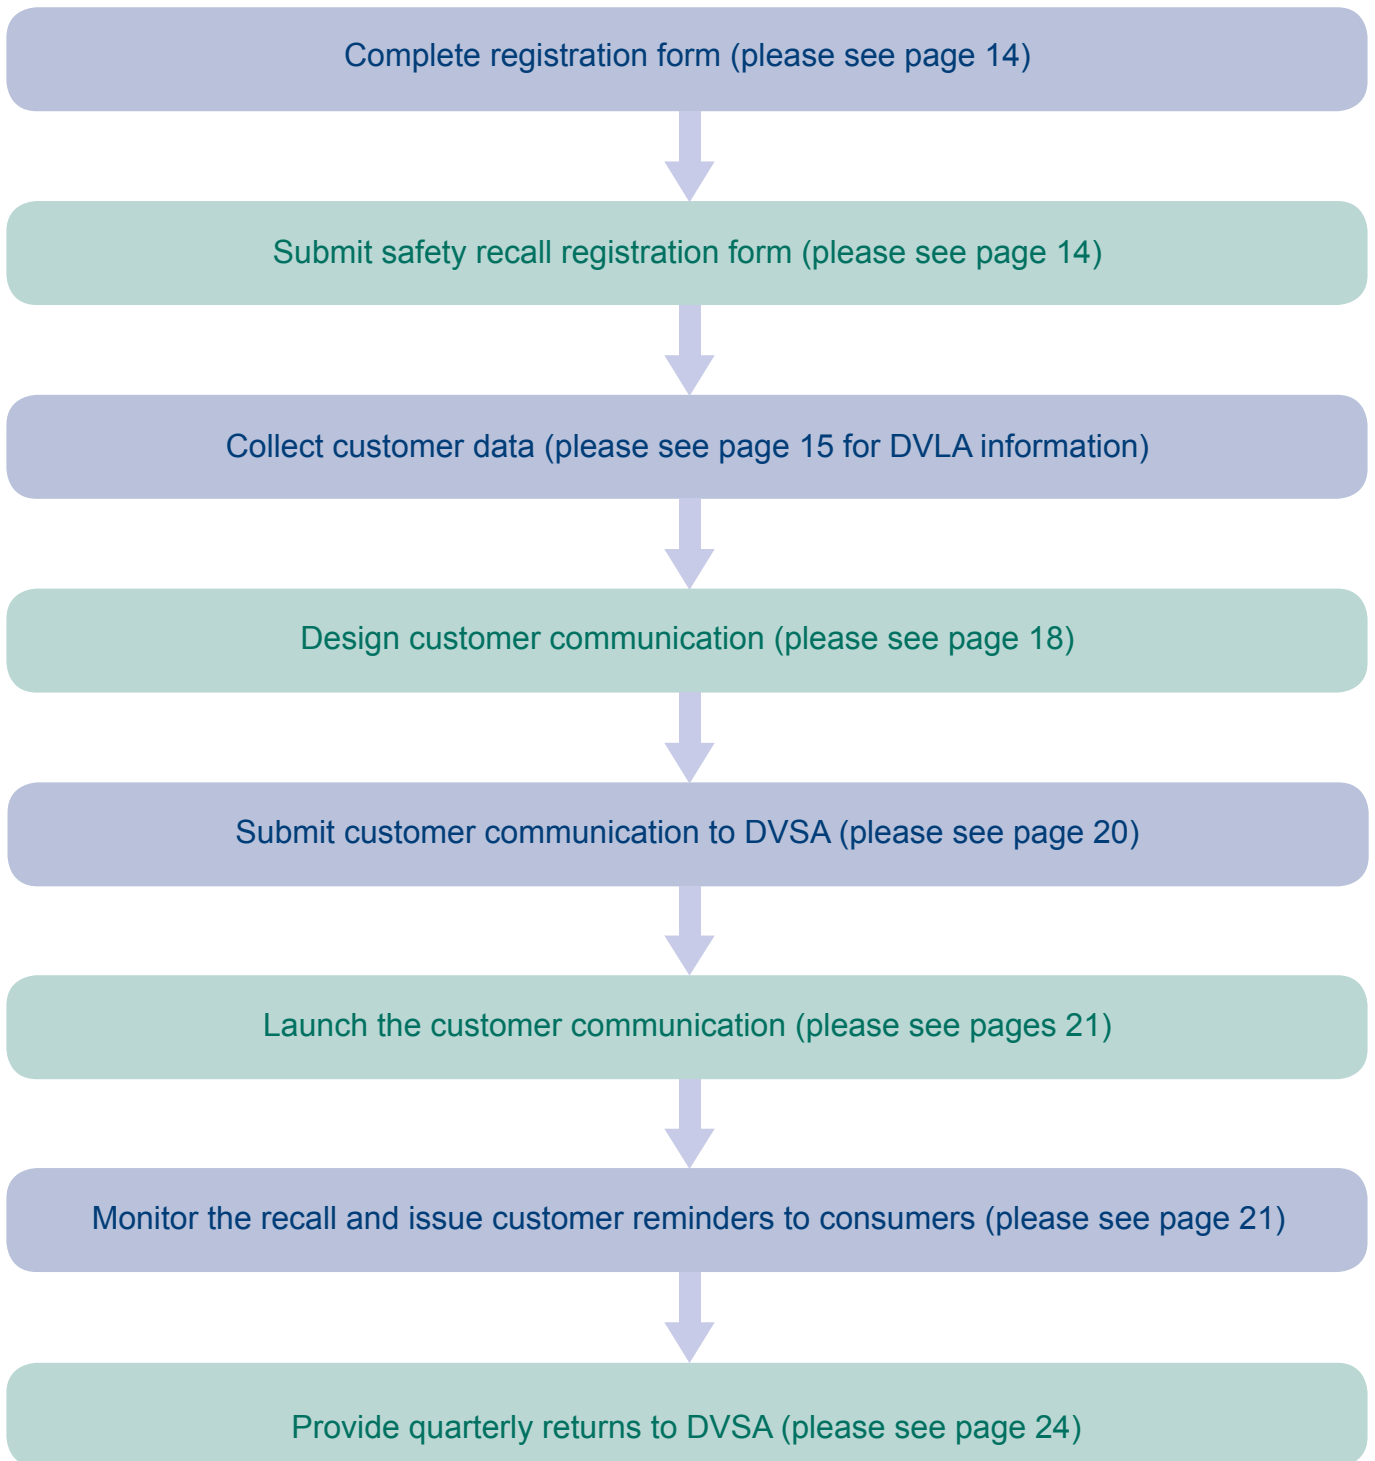 Complete registration form (please see page 14)
Submit safety recall registration form (please see page 14)
Collect customer data (please see page 15 for DVLA information)
Design customer communication (please see page 18)
Submit customer communication to DVSA (please see page 20)
Launch the customer communication (please see pages 21)
Monitor the recall and issue customer reminders to consumers (please see page 21)
Provide quarterly returns to DVSA (please see page 24)